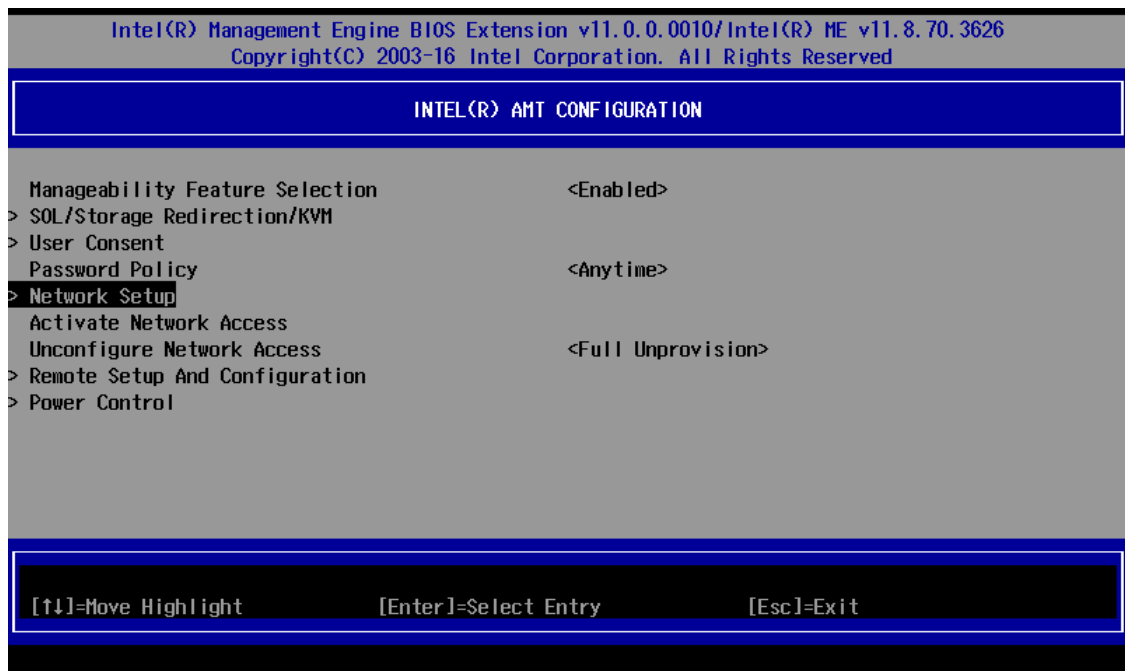 Intel(R) Management Engine BIOS Extension v11.0.0.0010/Intel(R) ME v11.8.70.3626
Copyright(C) 2003-16 Intel Corporation. All Rights Reserved
INTEL(R) AMT CONFIGURATION
Manageability Feature Selection <Enabled>
> SOL/Storage Redirection/KVM
> User Consent
Password Policy <Anytime>
> Network Setup
Activate Network Access
Unconfigure Network Access <Full Unprovision>
> Remote Setup And Configuration
> Power Control
[↑↓]=Move Highlight [Enter]=Select Entry [Esc]=Exit